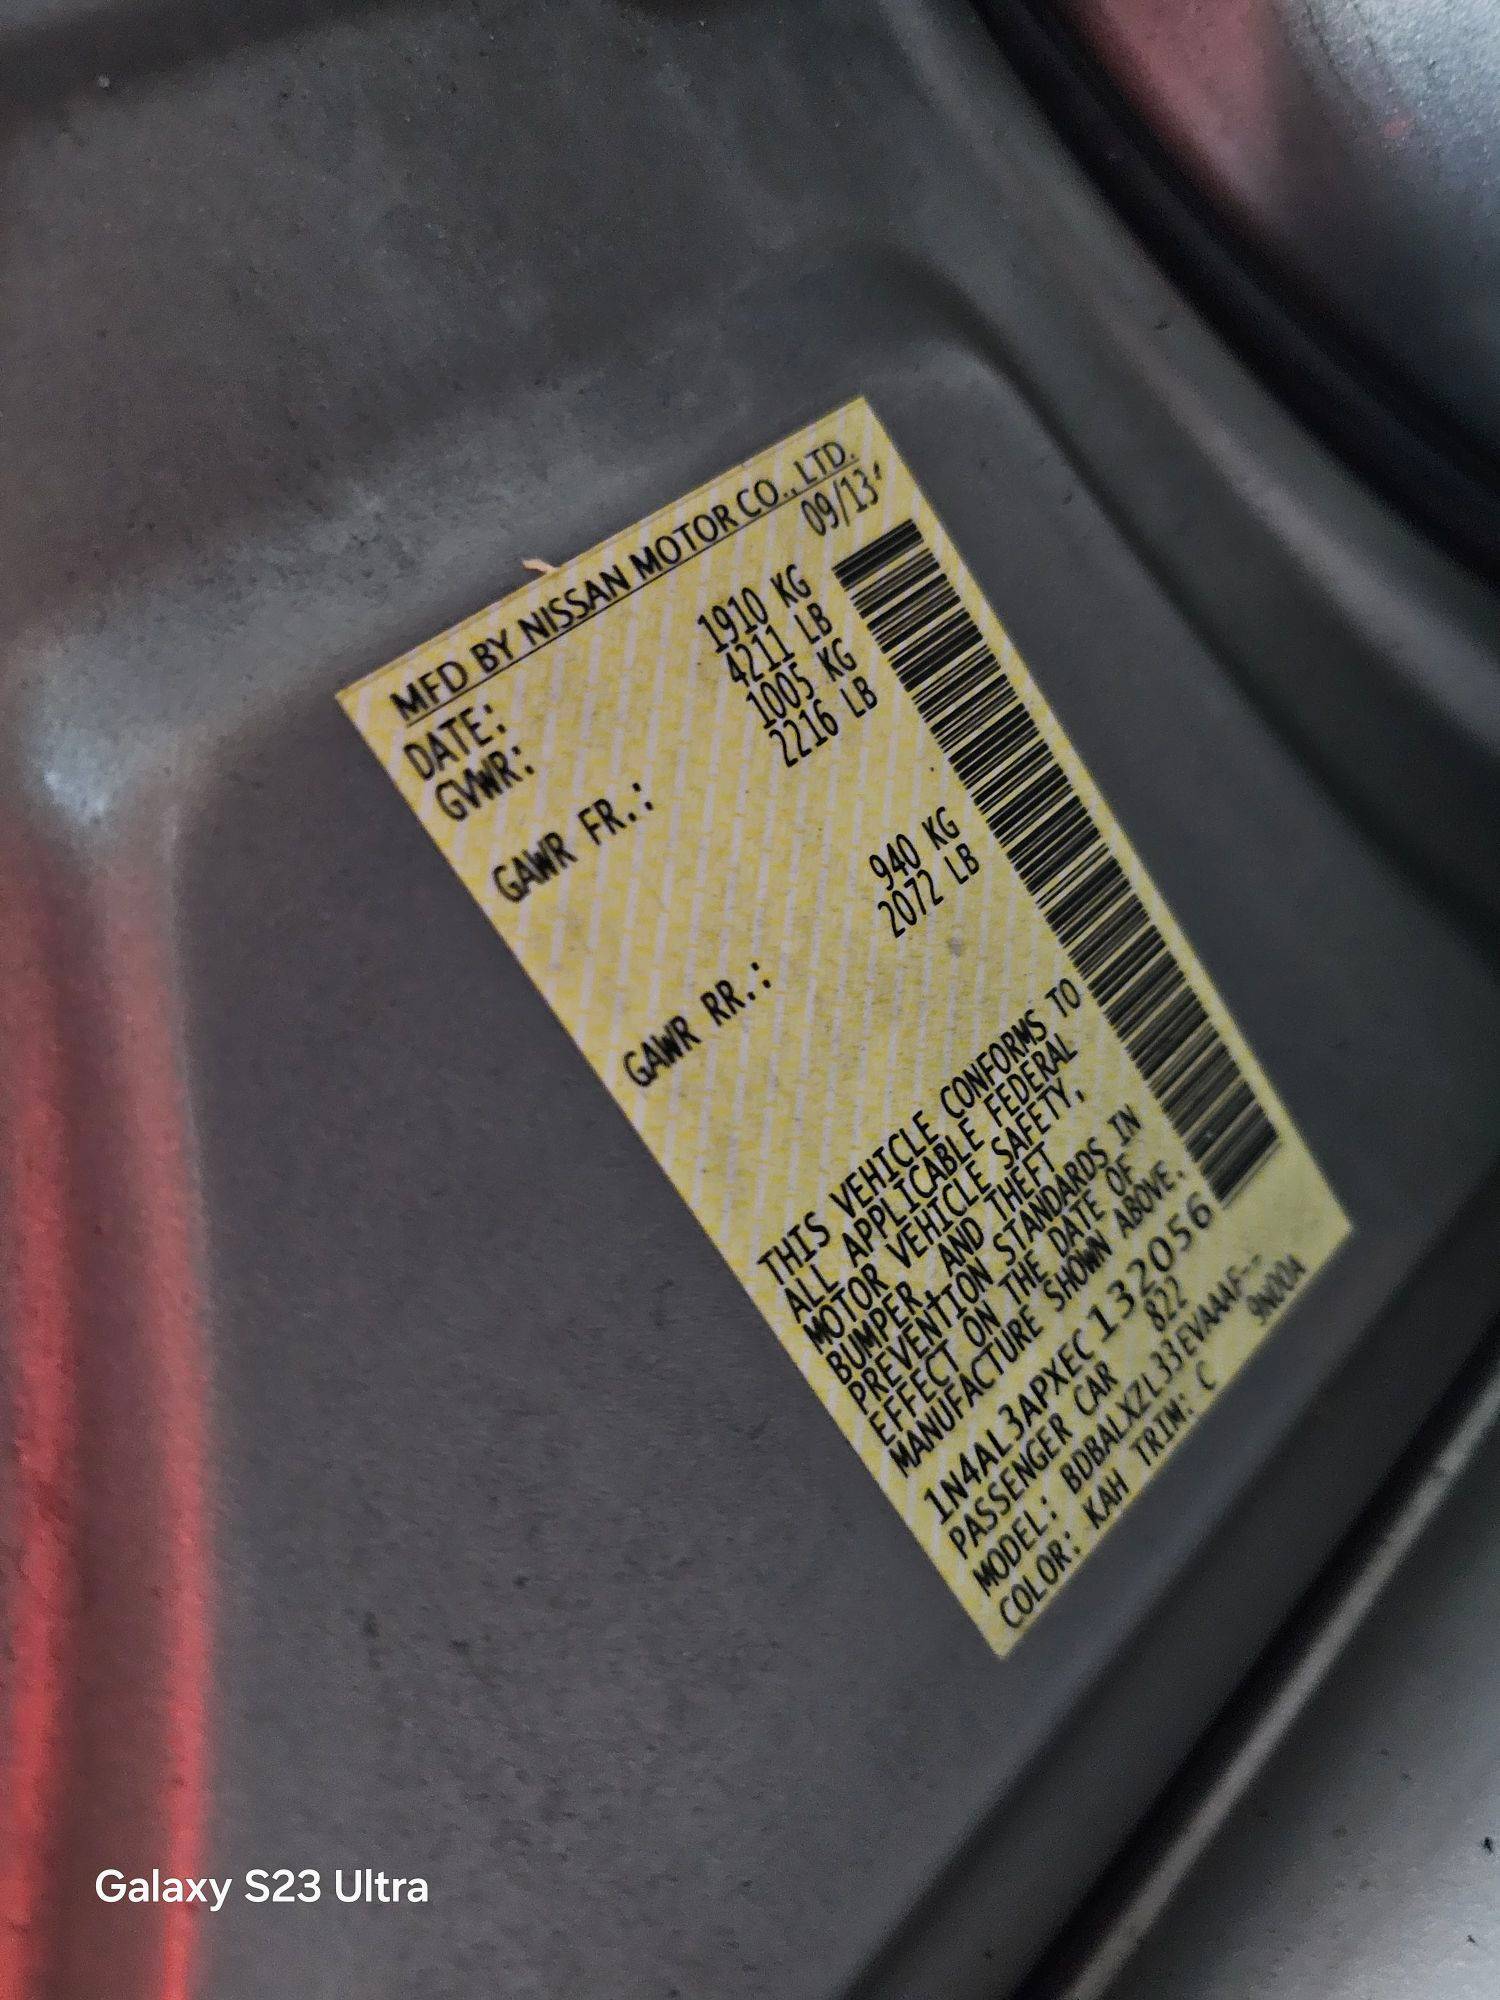 MFD BY NISSAN MOTOR CO., LTD.
DATE: 09/13
GVWR: 1910 KG
4211 LB
GAWR FR.: 1005 KG
2216 LB
GAWR RR.: 940 KG
2072 LB
THIS VEHICLE CONFORMS TO
ALL APPLICABLE FEDERAL
MOTOR VEHICLE SAFETY,
BUMPER, AND THEFT
PREVENTION STANDARDS IN
EFFECT ON THE DATE OF
MANUFACTURE SHOWN ABOVE.
1N4AL3APXEC132056
PASSENGER CAR 822
MODEL: BDBALXZL33EVAAAF--
COLOR: KAH TRIM: C 9N00A
Galaxy S23 Ultra